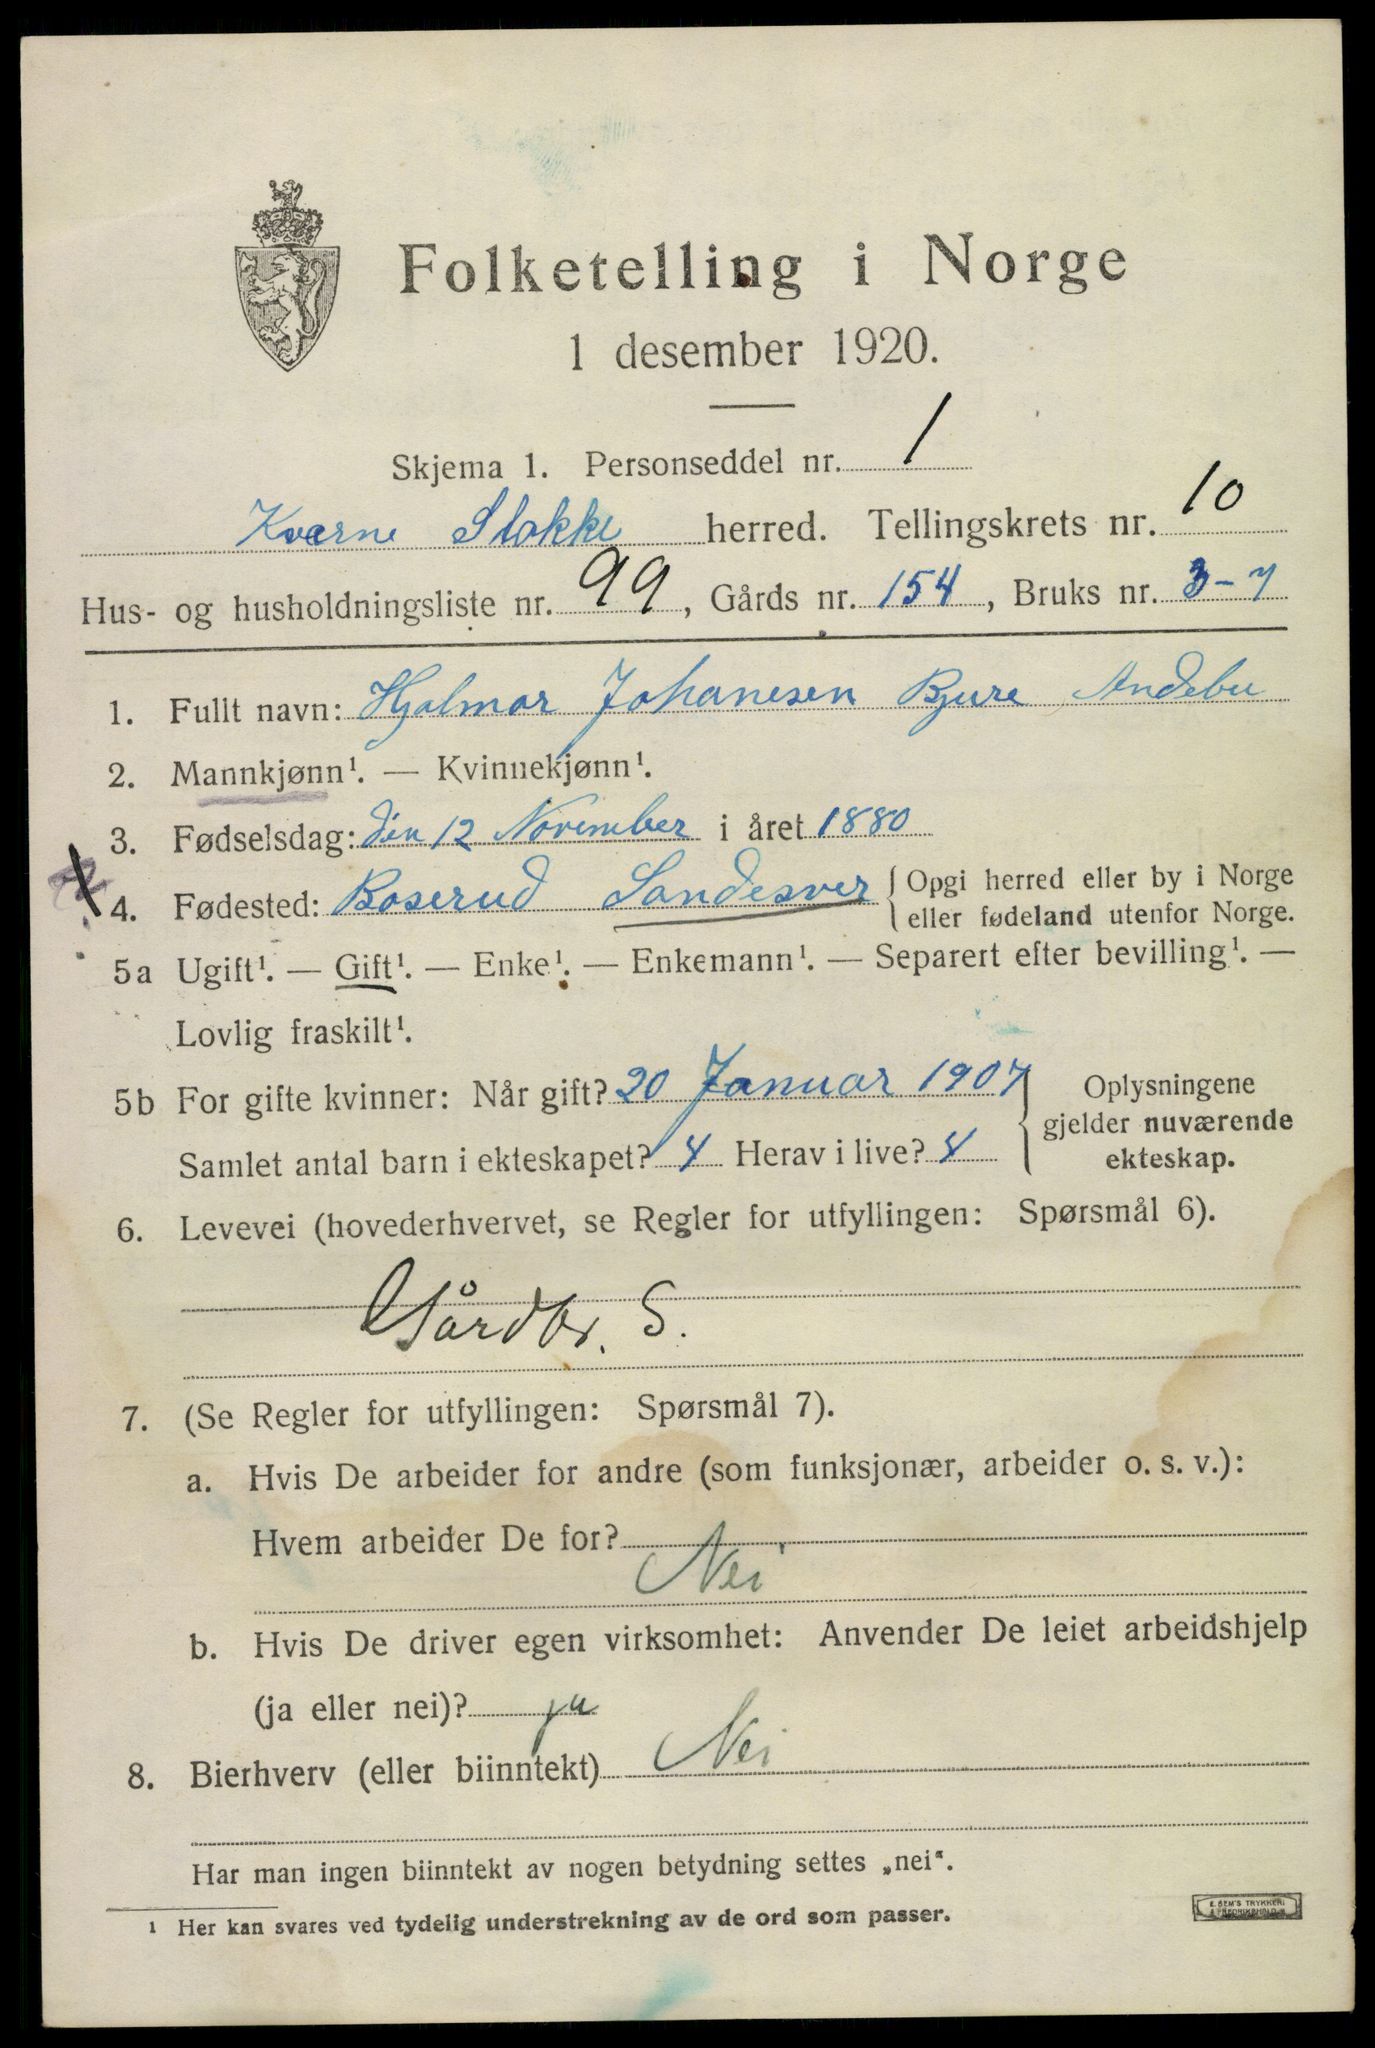 Folketelling i Norge
1 desember 1920.
Skjema 1. Personseddel nr. 1
Kværne Stokke herred. Tellingskrets nr. 10
Hus- og husholdningsliste nr. 99, Gårds nr. 154, Bruks nr. 3-7
1. Fullt navn: Hjalmar Johanesen Bjure Andebu
2. Mannkjønn¹. — Kvinnekjønn¹.
3. Fødselsdag: den 12 November i året 1880
4. Fødested: Baserud Sandesver { Opgi herred eller by i Norge
eller fødeland utenfor Norge.
5a Ugift¹. — Gift¹. — Enke¹. — Enkemann¹. — Separert efter bevilling¹. —
Lovlig fraskilt¹.
5b For gifte kvinner: Når gift? 20 Januar 1907
Samlet antal barn i ekteskapet? 4 Herav i live? 4
Oplysningene
gjelder nuværende
ekteskap.
6. Levevei (hovederhvervet, se Regler for utfyllingen: Spørsmål 6).
Gårdbr. S.
7. (Se Regler for utfyllingen: Spørsmål 7).
a. Hvis De arbeider for andre (som funksjonær, arbeider o. s. v.):
Hvem arbeider De for?
Nei
b. Hvis De driver egen virksomhet: Anvender De leiet arbeidshjelp
(ja eller nei)? ja
8. Bierhverv (eller biinntekt) Nei
Har man ingen biinntekt av nogen betydning settes „nei“.
¹ Her kan svares ved tydelig understrekning av de ord som passer.
E. SEM'S TRYKKERI
FREDRIKSHALD